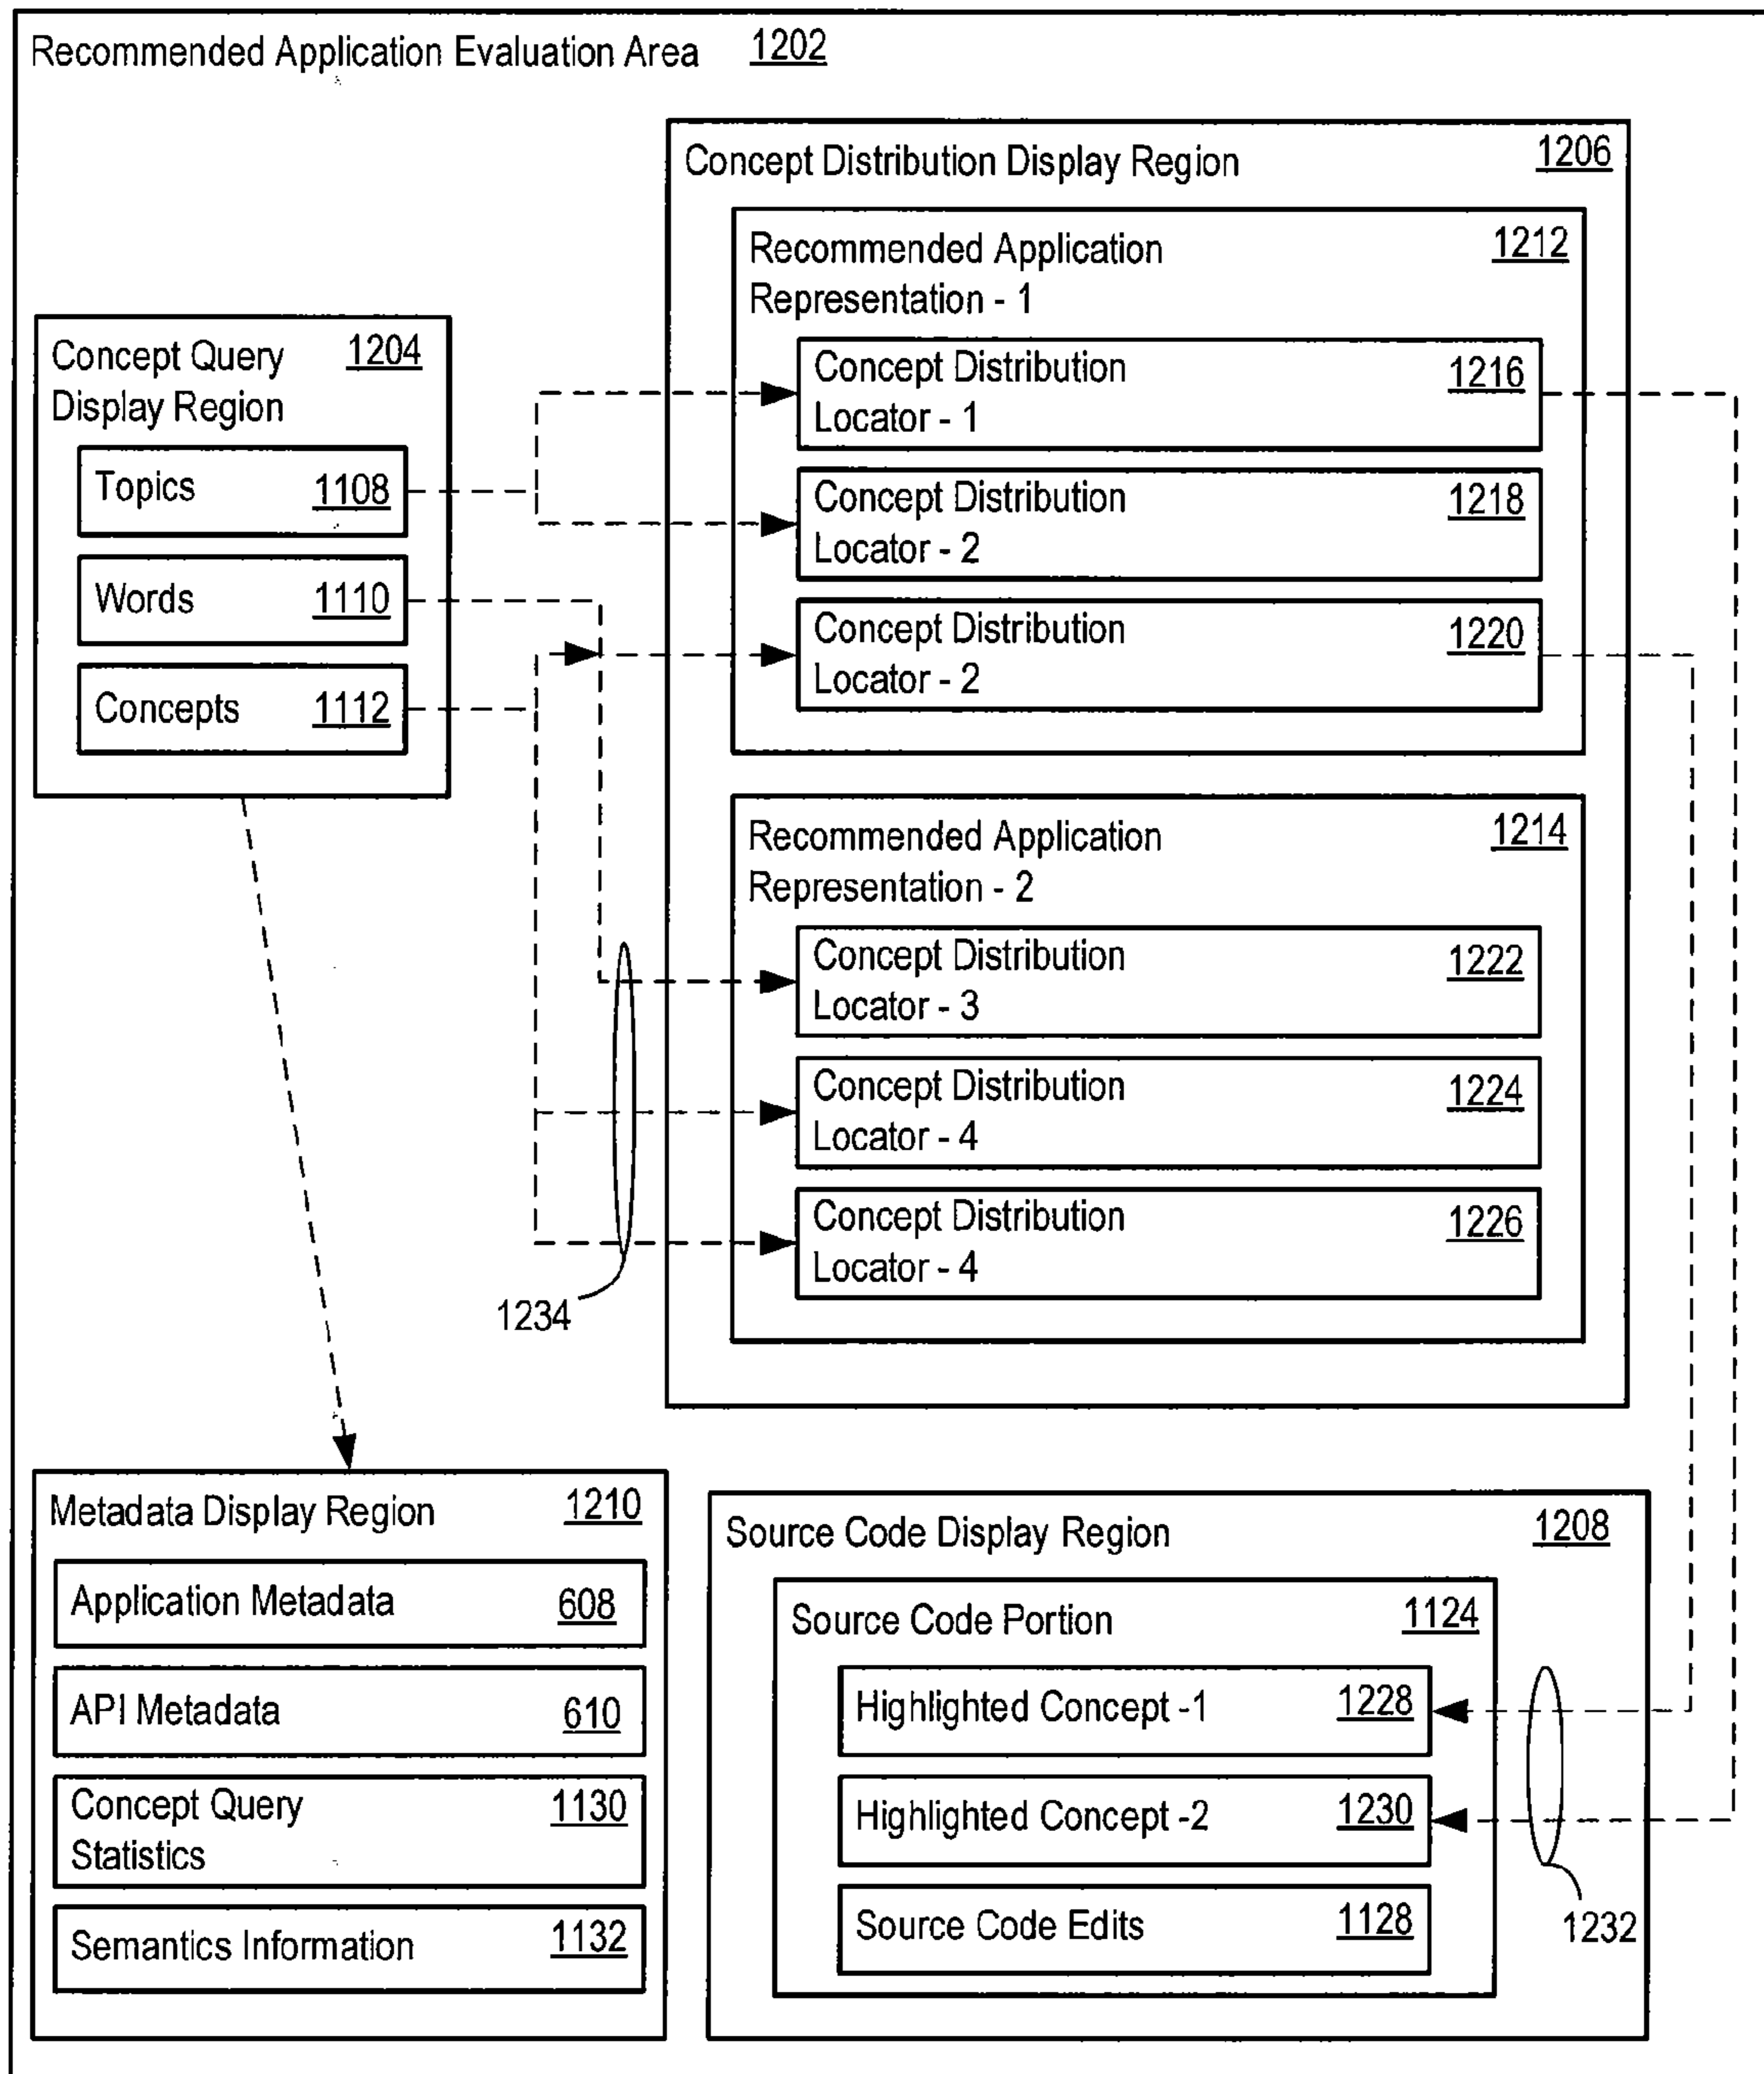 Recommended Application Evaluation Area 1202
Concept Query 1204
Display Region
Topics 1108
Words 1110
Concepts 1112
Concept Distribution Display Region 1206
Recommended Application 1212
Representation - 1
Concept Distribution 1216
Locator - 1
Concept Distribution 1218
Locator - 2
Concept Distribution 1220
Locator - 2
Recommended Application 1214
Representation - 2
Concept Distribution 1222
Locator - 3
Concept Distribution 1224
Locator - 4
Concept Distribution 1226
Locator - 4
1234
Metadata Display Region 1210
Application Metadata 608
API Metadata 610
Concept Query 1130
Statistics
Semantics Information 1132
Source Code Display Region 1208
Source Code Portion 1124
Highlighted Concept -1 1228
Highlighted Concept -2 1230
Source Code Edits 1128
1232